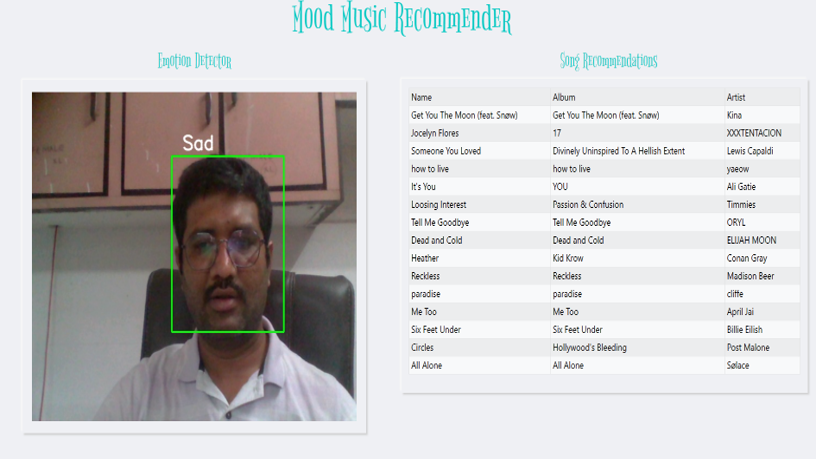 Mood Music Recommender
Emotion Detector
Song Recommendations
Sad
Name Album Artist
Get You The Moon (feat. Snøw) Get You The Moon (feat. Snøw) Kina
Jocelyn Flores 17 XXXTENTACION
Someone You Loved Divinely Uninspired To A Hellish Extent Lewis Capaldi
how to live how to live yaeow
It's You YOU Ali Gatie
Loosing Interest Passion & Confusion Timmies
Tell Me Goodbye Tell Me Goodbye ORYL
Dead and Cold Dead and Cold ELIJAH MOON
Heather Kid Krow Conan Gray
Reckless Reckless Madison Beer
paradise paradise cliffe
Me Too Me Too April Jai
Six Feet Under Six Feet Under Billie Eilish
Circles Hollywood's Bleeding Post Malone
All Alone All Alone Sølace